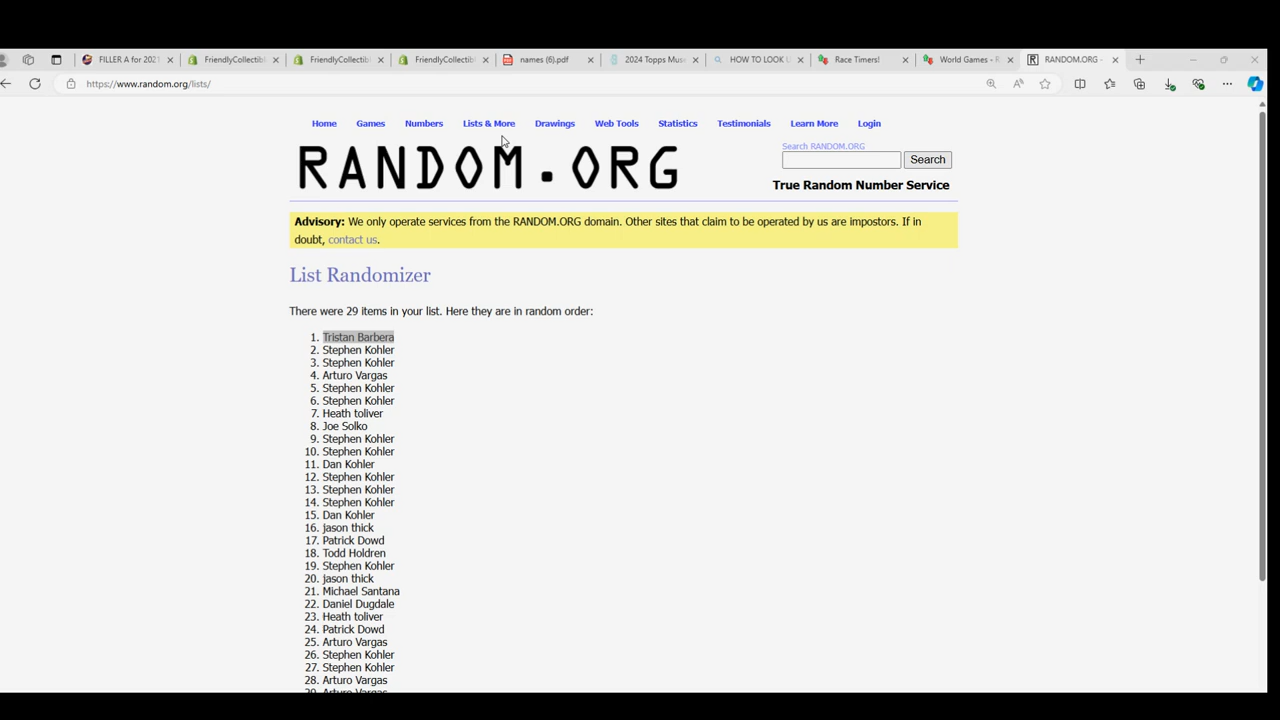 FILLER A for 2021
FriendlyCollectibl
FriendlyCollectibl
FriendlyCollectibl
names (6).pdf
2024 Topps Mus
HOW TO LOOK U
Race Timers!
World Games - R
RANDOM.ORG -
https://www.random.org/lists/
Home Games Numbers Lists & More Drawings Web Tools Statistics Testimonials Learn More Login
RANDOM.ORG
Search RANDOM.ORG
Search
True Random Number Service
Advisory: We only operate services from the RANDOM.ORG domain. Other sites that claim to be operated by us are impostors. If in
doubt, contact us.
List Randomizer
There were 29 items in your list. Here they are in random order:
1. Tristan Barbera
2. Stephen Kohler
3. Stephen Kohler
4. Arturo Vargas
5. Stephen Kohler
6. Stephen Kohler
7. Heath toliver
8. Joe Solko
9. Stephen Kohler
10. Stephen Kohler
11. Dan Kohler
12. Stephen Kohler
13. Stephen Kohler
14. Stephen Kohler
15. Dan Kohler
16. jason thick
17. Patrick Dowd
18. Todd Holdren
19. Stephen Kohler
20. jason thick
21. Michael Santana
22. Daniel Dugdale
23. Heath toliver
24. Patrick Dowd
25. Arturo Vargas
26. Stephen Kohler
27. Stephen Kohler
28. Arturo Vargas
29. Arturo Vargas